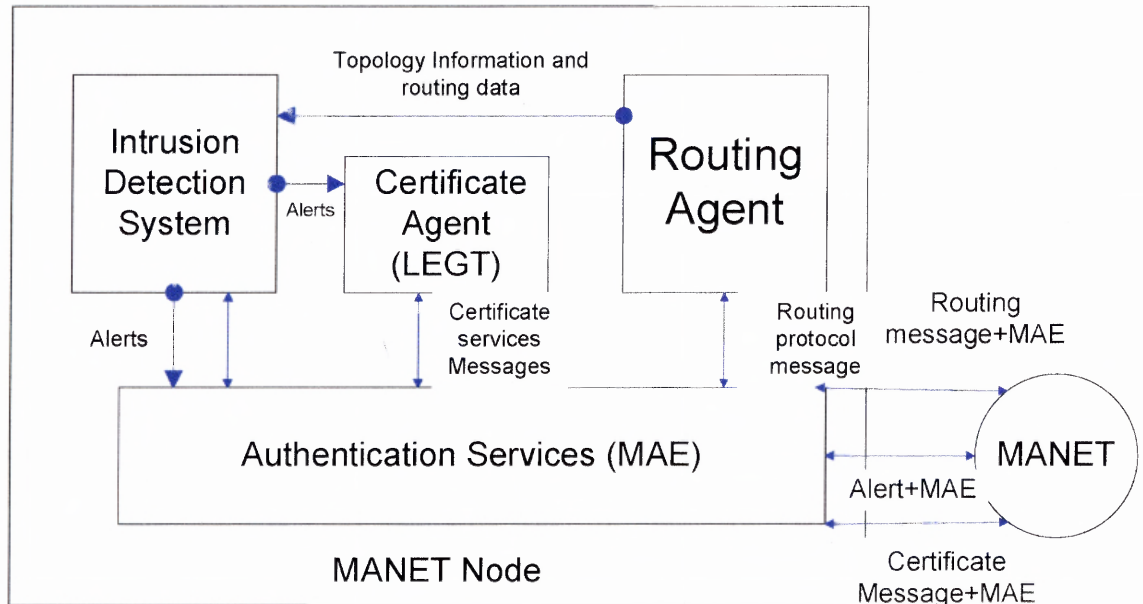 Topology Information and
routing data
Intrusion
Detection
System
Alerts
Certificate
Agent
(LEGT)
Routing
Agent
Alerts
Certificate
services
Messages
Routing
protocol
message
Routing
message+MAE
Authentication Services (MAE)
MANET
Alert+MAE
MANET Node
Certificate
Message+MAE